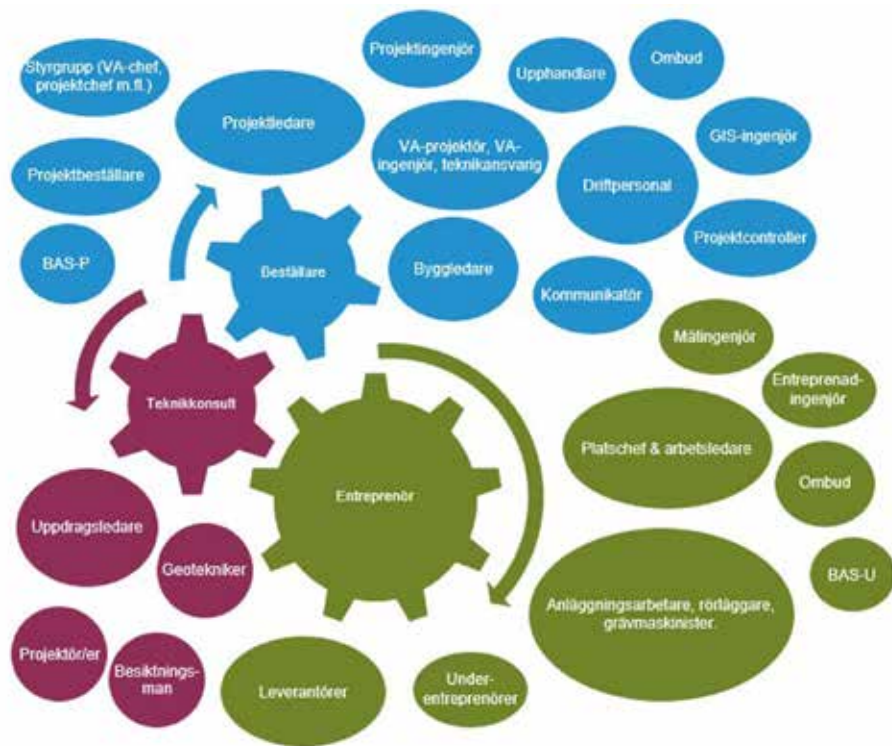 Styrgrupp (VA-chef,
projektchef m.fl.)
Projektledare
Projektingenjör
Upphandlare
Ombud
Projektbeställare
VA-projektör, VA-
ingenjör, teknikansvarig
Driftpersonal
GIS-ingenjör
BAS-P
Beställare
Byggledare
Kommunikatör
Projektcontroller
Mätingenjör
Teknikkonsult
Entreprenad-
ingenjör
Platschef & arbetsledare
Entreprenör
Ombud
Uppdragsledare
Geotekniker
BAS-U
Anläggningsarbetare, rörläggare,
grävmaskinister.
Projektör/er
Besiktnings-
man
Leverantörer
Under-
entreprenörer